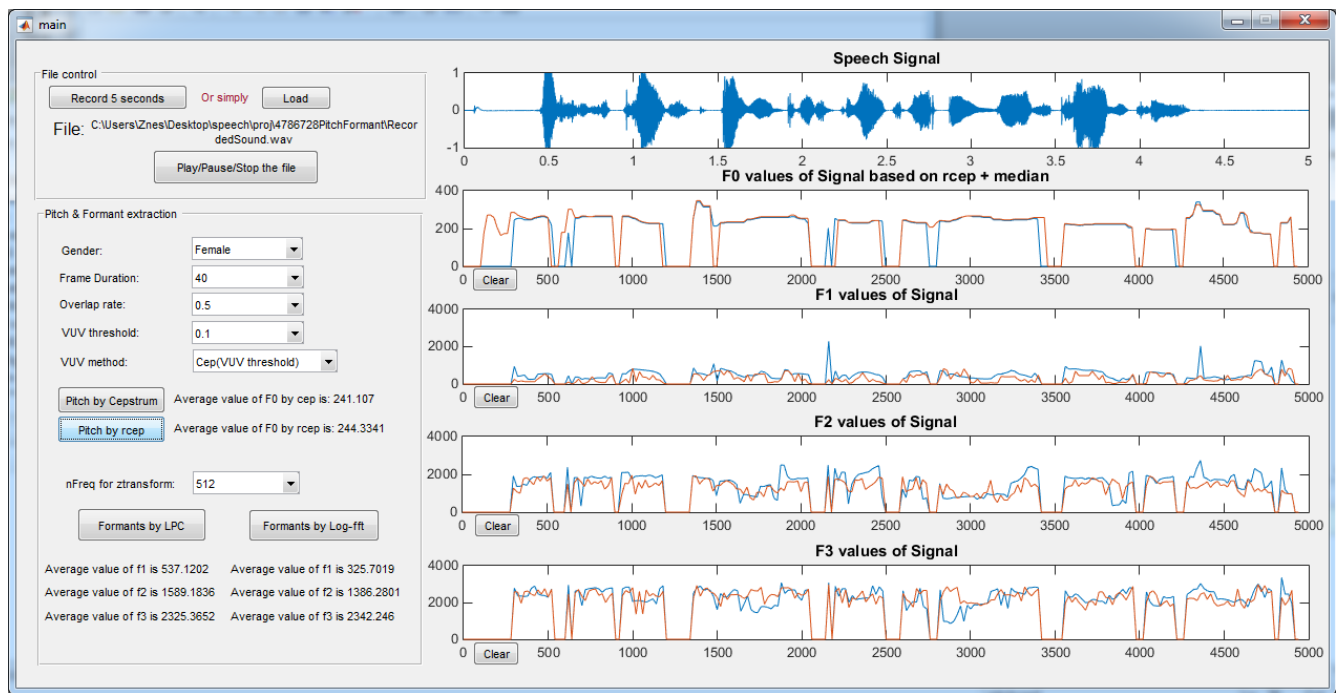 main
File control
Record 5 seconds Or simply Load
File: C:\Users\Znes\Desktop\speech\proj\4786728PitchFormant\Recor
dedSound.wav
Play/Pause/Stop the file
Pitch & Formant extraction
Gender: Female
Frame Duration: 40
Overlap rate: 0.5
VUV threshold: 0.1
VUV method: Cep(VUV threshold)
Pitch by Cepstrum Average value of F0 by cep is: 241.107
Pitch by rcep Average value of F0 by rcep is: 244.3341
nFreq for ztransform: 512
Formants by LPC Formants by Log-fft
Average value of f1 is 537.1202 Average value of f1 is 325.7019
Average value of f2 is 1589.1836 Average value of f2 is 1386.2801
Average value of f3 is 2325.3652 Average value of f3 is 2342.246
Speech Signal
1
0
-1
0 0.5 1 1.5 2 2.5 3 3.5 4 4.5 5
F0 values of Signal based on rcep + median
400
200
0
0 Clear 500 1000 1500 2000 2500 3000 3500 4000 4500 5000
F1 values of Signal
4000
2000
0
0 Clear 500 1000 1500 2000 2500 3000 3500 4000 4500 5000
F2 values of Signal
4000
2000
0
0 Clear 500 1000 1500 2000 2500 3000 3500 4000 4500 5000
F3 values of Signal
4000
2000
0
0 Clear 500 1000 1500 2000 2500 3000 3500 4000 4500 5000